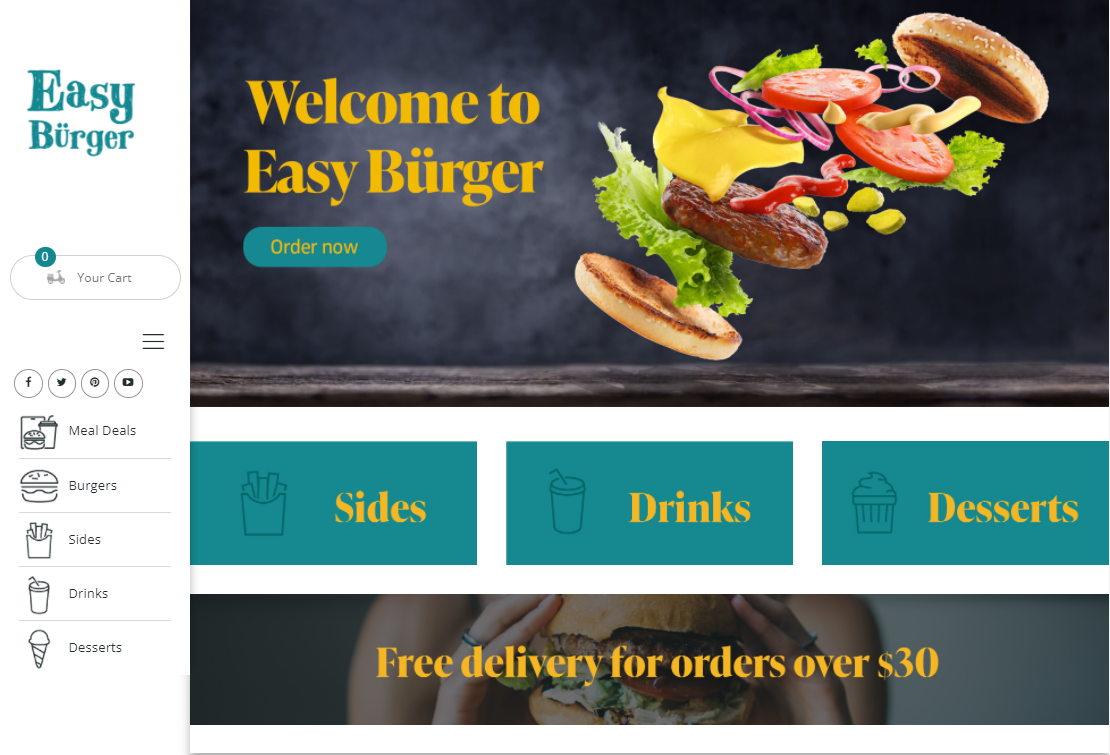 Easy
Bürger
0
Your Cart
Meal Deals
Burgers
Sides
Drinks
Desserts
Welcome to
Easy Bürger
Order now
Sides
Drinks
Desserts
Free delivery for orders over $30